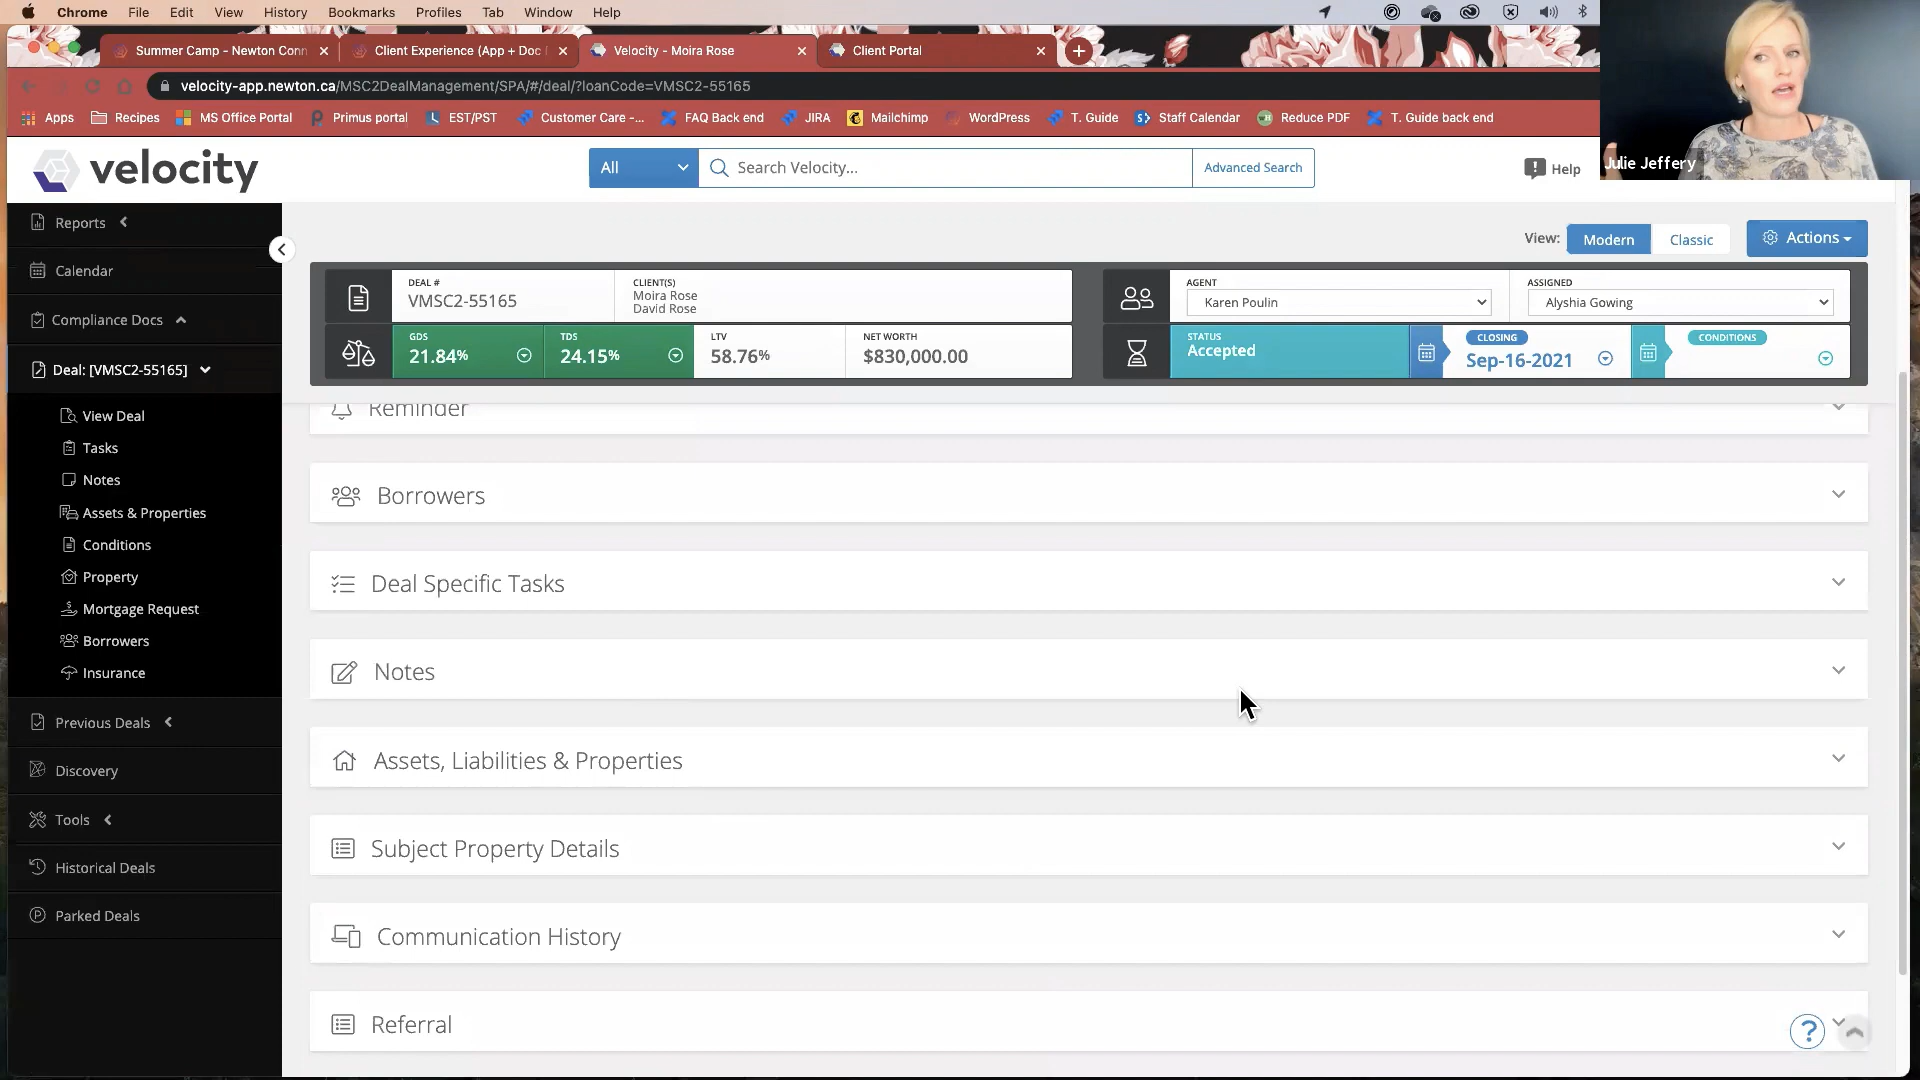 Chrome File Edit View History Bookmarks Profiles Tab Window Help
Summer Camp - Newton Conn
Client Experience (App + Doc
Velocity - Moira Rose
Client Portal
velocity-app.newton.ca/MSC2DealManagement/SPA/#/deal/?loanCode=VMSC2-55165
Apps Recipes MS Office Portal Primus portal EST/PST Customer Care -... FAQ Back end JIRA Mailchimp WordPress T. Guide Staff Calendar Reduce PDF T. Guide back end
Julie Jeffery
velocity
All
Search Velocity...
Advanced Search
Help
Reports
Calendar
Compliance Docs
Deal: [VMSC2-55165]
View Deal
Tasks
Notes
Assets & Properties
Conditions
Property
Mortgage Request
Borrowers
Insurance
Previous Deals
Discovery
Tools
Historical Deals
Parked Deals
View: Modern Classic
Actions
DEAL #
VMSC2-55165
CLIENT(S)
Moira Rose
David Rose
GDS
21.84%
TDS
24.15%
LTV
58.76%
NET WORTH
$830,000.00
AGENT
Karen Poulin
ASSIGNED
Alyshia Gowing
STATUS
Accepted
CLOSING
Sep-16-2021
CONDITIONS
Reminder
Borrowers
Deal Specific Tasks
Notes
Assets, Liabilities & Properties
Subject Property Details
Communication History
Referral
?